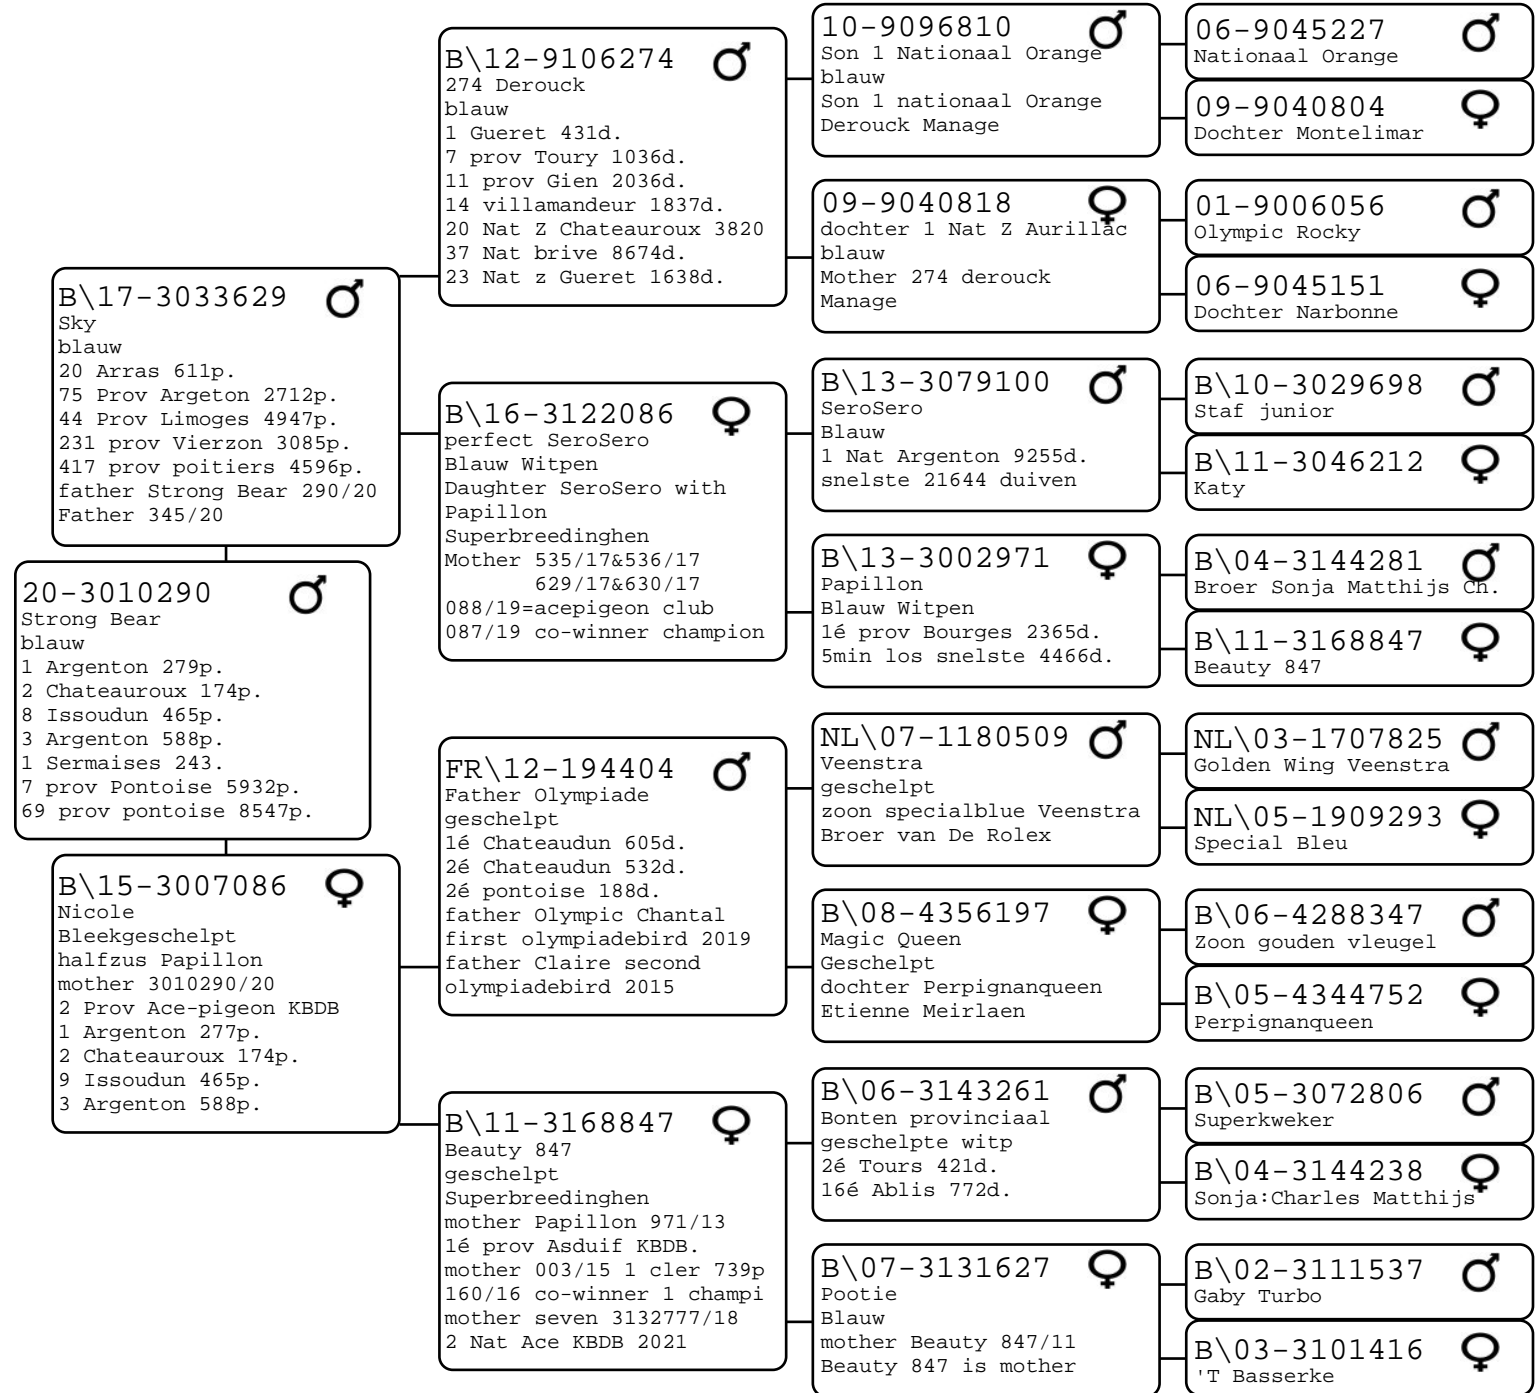 20-3010290
Strong Bear
blauw
1 Argenton 279p.
2 Chateauroux 174p.
8 Issoudun 465p.
3 Argenton 588p.
1 Sermaises 243.
7 prov Pontoise 5932p.
69 prov pontoise 8547p.
B\17-3033629
Sky
blauw
20 Arras 611p.
75 Prov Argeton 2712p.
44 Prov Limoges 4947p.
231 prov Vierzon 3085p.
417 prov poitiers 4596p.
father Strong Bear 290/20
Father 345/20
B\15-3007086
Nicole
Bleekgeschelpt
halfzus Papillon
mother 3010290/20
2 Prov Ace-pigeon KBDB
1 Argenton 277p.
2 Chateauroux 174p.
9 Issoudun 465p.
3 Argenton 588p.
B\12-9106274
274 Derouck
blauw
1 Gueret 431d.
7 prov Toury 1036d.
11 prov Gien 2036d.
14 villamandeur 1837d.
20 Nat Z Chateauroux 3820
37 Nat brive 8674d.
23 Nat z Gueret 1638d.
B\16-3122086
perfect SeroSero
Blauw Witpen
Daughter SeroSero with
Papillon
Superbreedinghen
Mother 535/17&536/17
629/17&630/17
088/19=acepigeon club
087/19 co-winner champion
FR\12-194404
Father Olympiade
geschelpt
1é Chateaudun 605d.
2é Chateaudun 532d.
2é pontoise 188d.
father Olympic Chantal
first olympiadebird 2019
father Claire second
olympiadebird 2015
B\11-3168847
Beauty 847
geschelpt
Superbreedinghen
mother Papillon 971/13
1é prov Asduif KBDB.
mother 003/15 1 cler 739p
160/16 co-winner 1 champi
mother seven 3132777/18
2 Nat Ace KBDB 2021
10-9096810
Son 1 Nationaal Orange
blauw
Son 1 nationaal Orange
Derouck Manage
09-9040818
dochter 1 Nat Z Aurillac
blauw
Mother 274 derouck
Manage
B\13-3079100
SeroSero
Blauw
1 Nat Argenton 9255d.
snelste 21644 duiven
B\13-3002971
Papillon
Blauw Witpen
1é prov Bourges 2365d.
5min los snelste 4466d.
NL\07-1180509
Veenstra
geschelpt
zoon specialblue Veenstra
Broer van De Rolex
B\08-4356197
Magic Queen
Geschelpt
dochter Perpignanqueen
Etienne Meirlaen
B\06-3143261
Bonten provinciaal
geschelpte witp
2é Tours 421d.
16é Ablis 772d.
B\07-3131627
Pootie
Blauw
mother Beauty 847/11
Beauty 847 is mother
06-9045227
Nationaal Orange
09-9040804
Dochter Montelimar
01-9006056
Olympic Rocky
06-9045151
Dochter Narbonne
B\10-3029698
Staf junior
B\11-3046212
Katy
B\04-3144281
Broer Sonja Matthijs Ch.
B\11-3168847
Beauty 847
NL\03-1707825
Golden Wing Veenstra
NL\05-1909293
Special Bleu
B\06-4288347
Zoon gouden vleugel
B\05-4344752
Perpignanqueen
B\05-3072806
Superkweker
B\04-3144238
Sonja:Charles Matthijs
B\02-3111537
Gaby Turbo
B\03-3101416
'T Basserke